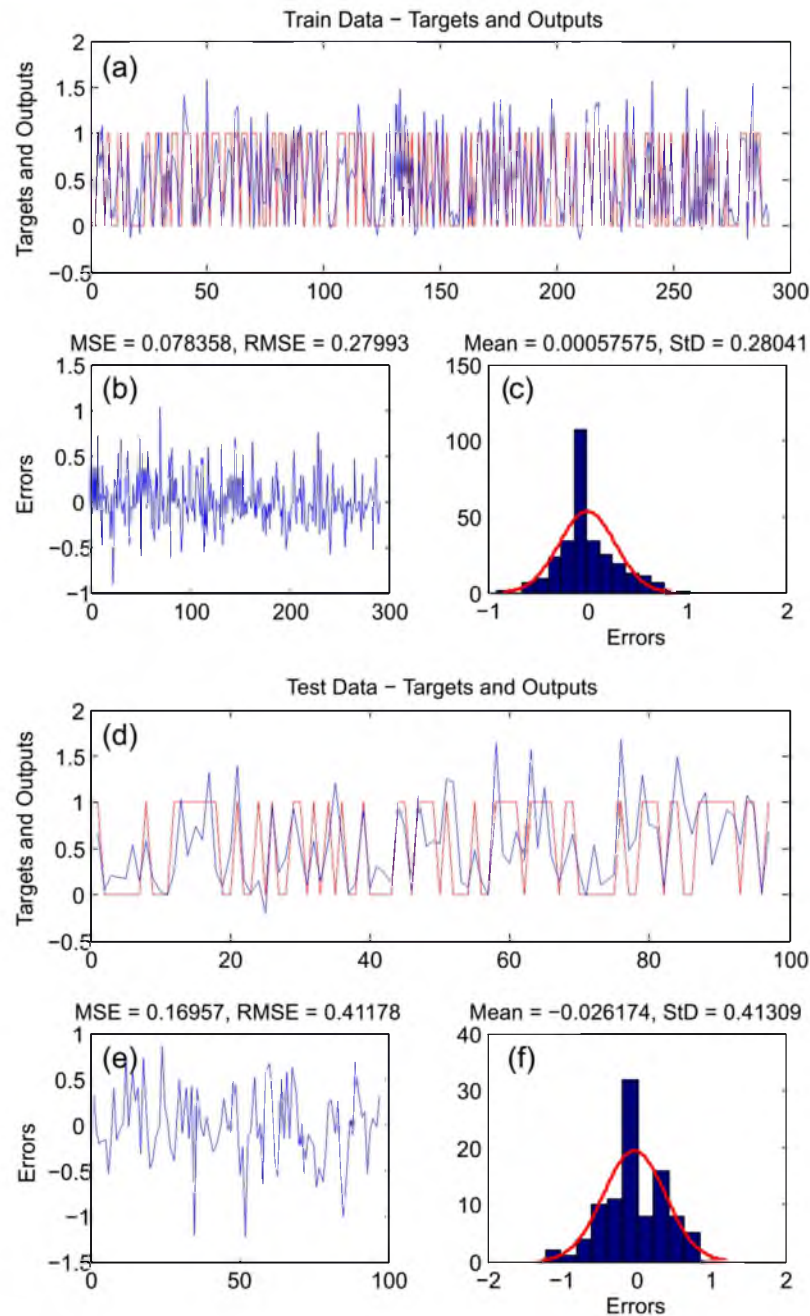 Train Data − Targets and Outputs
(a)
Targets and Outputs
2
1.5
1
0.5
0
−0.5
0 50 100 150 200 250 300
MSE = 0.078358, RMSE = 0.27993
(b)
Errors
1.5
1
0.5
0
−0.5
−1
0 100 200 300
Mean = 0.00057575, StD = 0.28041
(c)
150
100
50
0
−1 0 1 2
Errors
Test Data − Targets and Outputs
(d)
Targets and Outputs
2
1.5
1
0.5
0
−0.5
0 20 40 60 80 100
MSE = 0.16957, RMSE = 0.41178
(e)
Errors
1
0.5
0
−0.5
−1
−1.5
0 50 100
Mean = −0.026174, StD = 0.41309
(f)
40
30
20
10
0
−2 −1 0 1 2
Errors